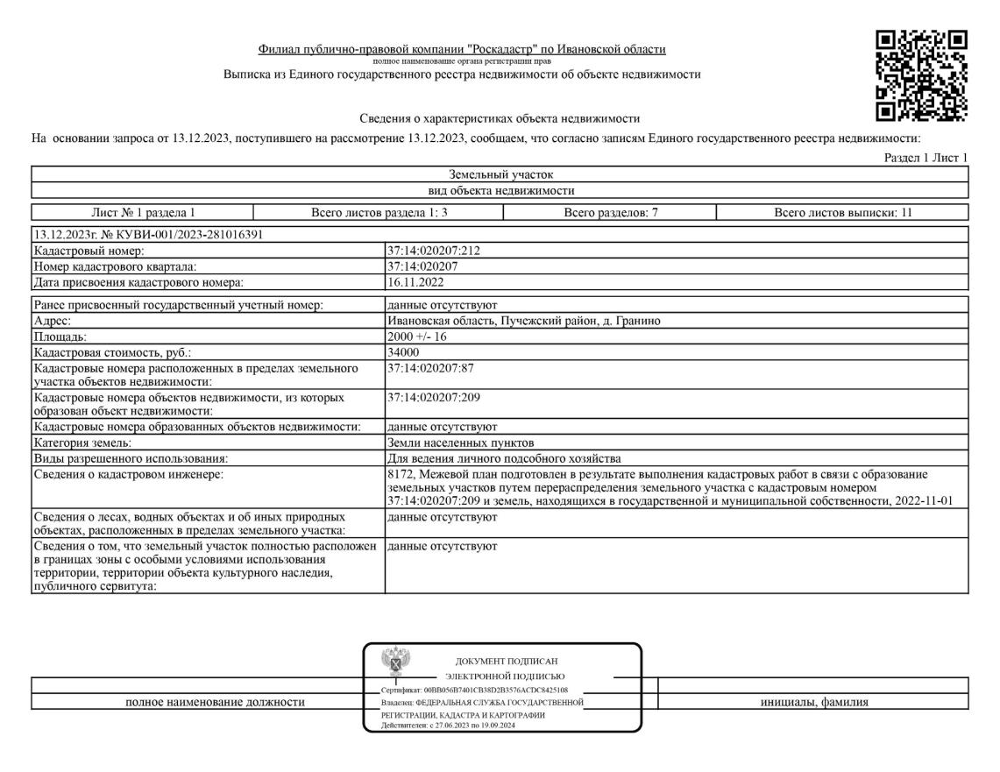 Филиал публично-правовой компании "Роскадастр" по Ивановской области
полное наименование органа регистрации прав
Выписка из Единого государственного реестра недвижимости об объекте недвижимости
Сведения о характеристиках объекта недвижимости
На основании запроса от 13.12.2023, поступившего на рассмотрение 13.12.2023, сообщаем, что согласно записям Единого государственного реестра недвижимости:
Раздел 1 Лист 1
Земельный участок
вид объекта недвижимости
Лист № 1 раздела 1 Всего листов раздела 1: 3 Всего разделов: 7 Всего листов выписки: 11
13.12.2023г. № КУВИ-001/2023-281016391
Кадастровый номер: 37:14:020207:212
Номер кадастрового квартала: 37:14:020207
Дата присвоения кадастрового номера: 16.11.2022
Ранее присвоенный государственный учетный номер: данные отсутствуют
Адрес: Ивановская область, Пучежский район, д. Гранино
Площадь: 2000 +/- 16
Кадастровая стоимость, руб.: 34000
Кадастровые номера расположенных в пределах земельного 37:14:020207:87
участка объектов недвижимости:
Кадастровые номера объектов недвижимости, из которых 37:14:020207:209
образован объект недвижимости:
Кадастровые номера образованных объектов недвижимости: данные отсутствуют
Категория земель: Земли населенных пунктов
Виды разрешенного использования: Для ведения личного подсобного хозяйства
Сведения о кадастровом инженере: 8172, Межевой план подготовлен в результате выполнения кадастровых работ в связи с образование
земельных участков путем перераспределения земельного участка с кадастровым номером
37:14:020207:209 и земель, находящихся в государственной и муниципальной собственности, 2022-11-01
Сведения о лесах, водных объектах и об иных природных данные отсутствуют
объектах, расположенных в пределах земельного участка:
Сведения о том, что земельный участок полностью расположен данные отсутствуют
в границах зоны с особыми условиями использования
территории, территории объекта культурного наследия,
публичного сервитута:
ДОКУМЕНТ ПОДПИСАН
ЭЛЕКТРОННОЙ ПОДПИСЬЮ
Сертификат: 00BB056B7401CB38D2B3576ACDC8425108
Владелец: ФЕДЕРАЛЬНАЯ СЛУЖБА ГОСУДАРСТВЕННОЙ
РЕГИСТРАЦИИ, КАДАСТРА И КАРТОГРАФИИ
Действителен: с 27.06.2023 по 19.09.2024
полное наименование должности
инициалы, фамилия